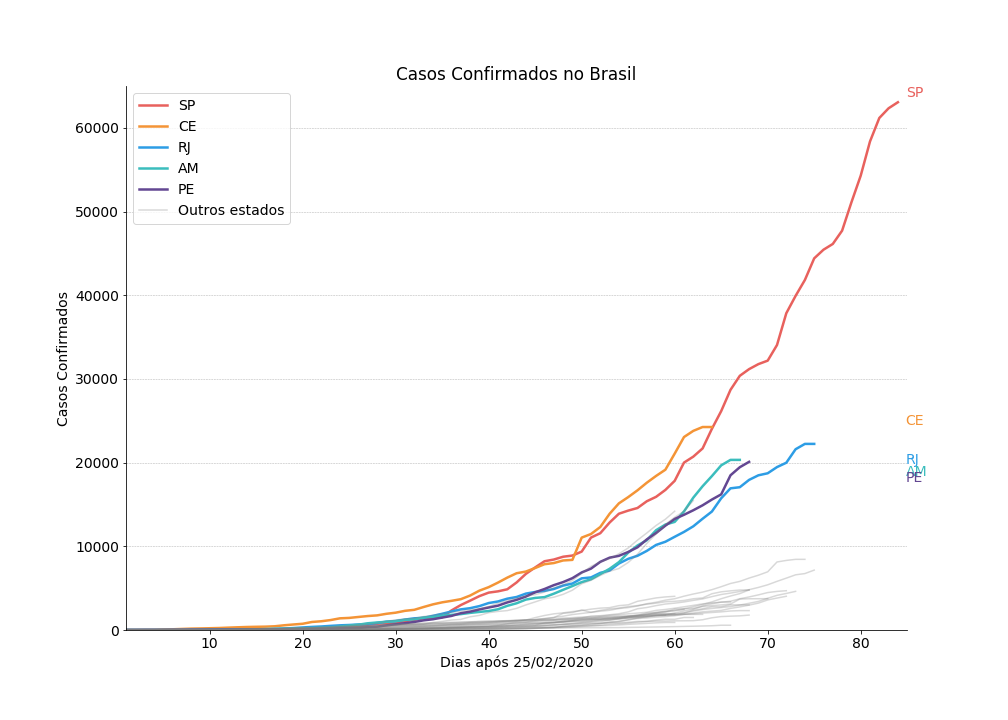 Casos Confirmados no Brasil
SP
CE
RJ
AM
PE
Outros estados
Casos Confirmados
60000
50000
40000
30000
20000
10000
0
10
20
30
40
50
60
70
80
Dias após 25/02/2020
SP
CE
RJ
AM
PE